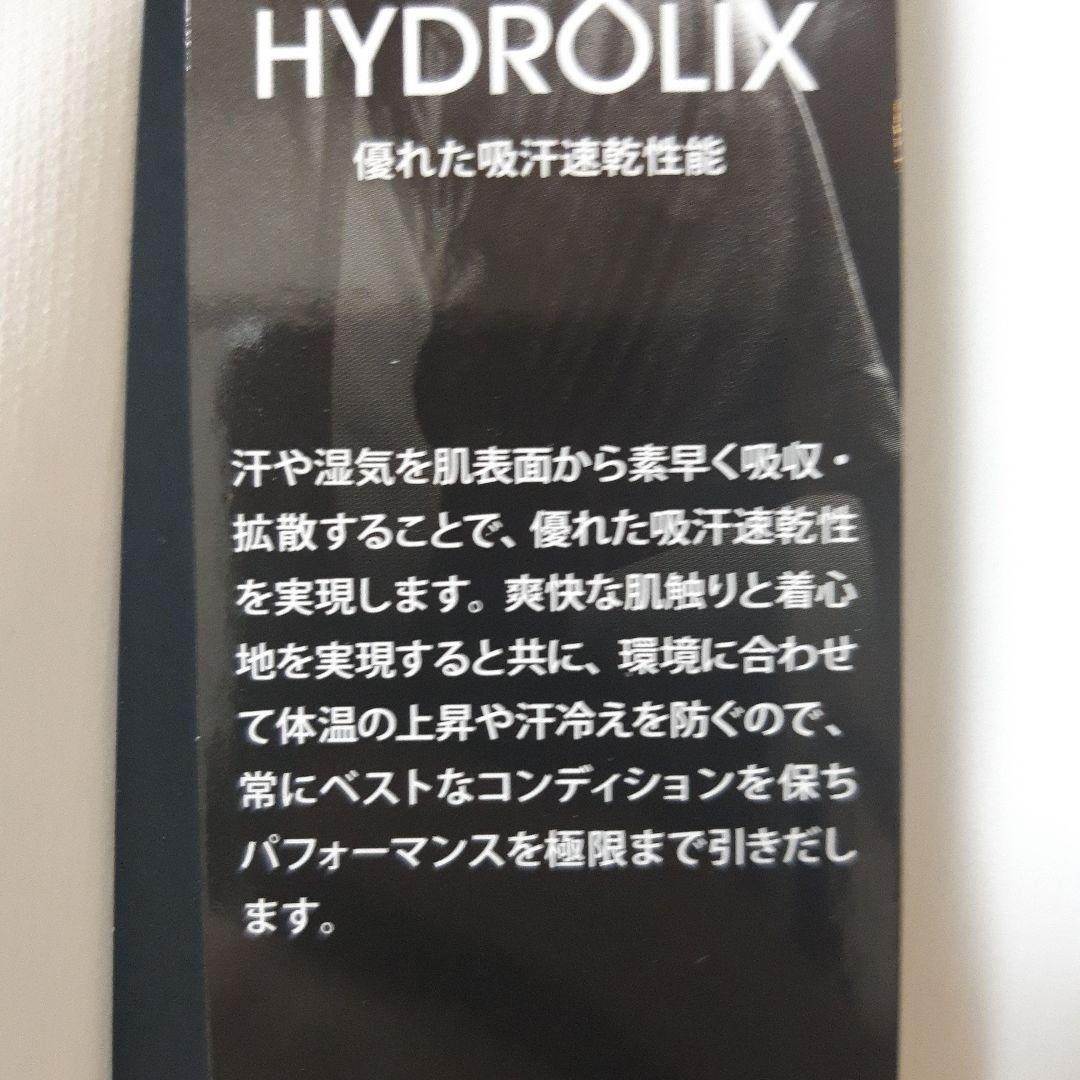 HYDROLIX
優れた吸汗速乾性能
汗や湿気を肌表面から素早く吸収・
拡散することで、優れた吸汗速乾性
を実現します。爽快な肌触りと着心
地を実現すると共に、環境に合わせ
て体温の上昇や汗冷えを防ぐので、
常にベストなコンディションを保ち
パフォーマンスを極限まで引きだし
ます。